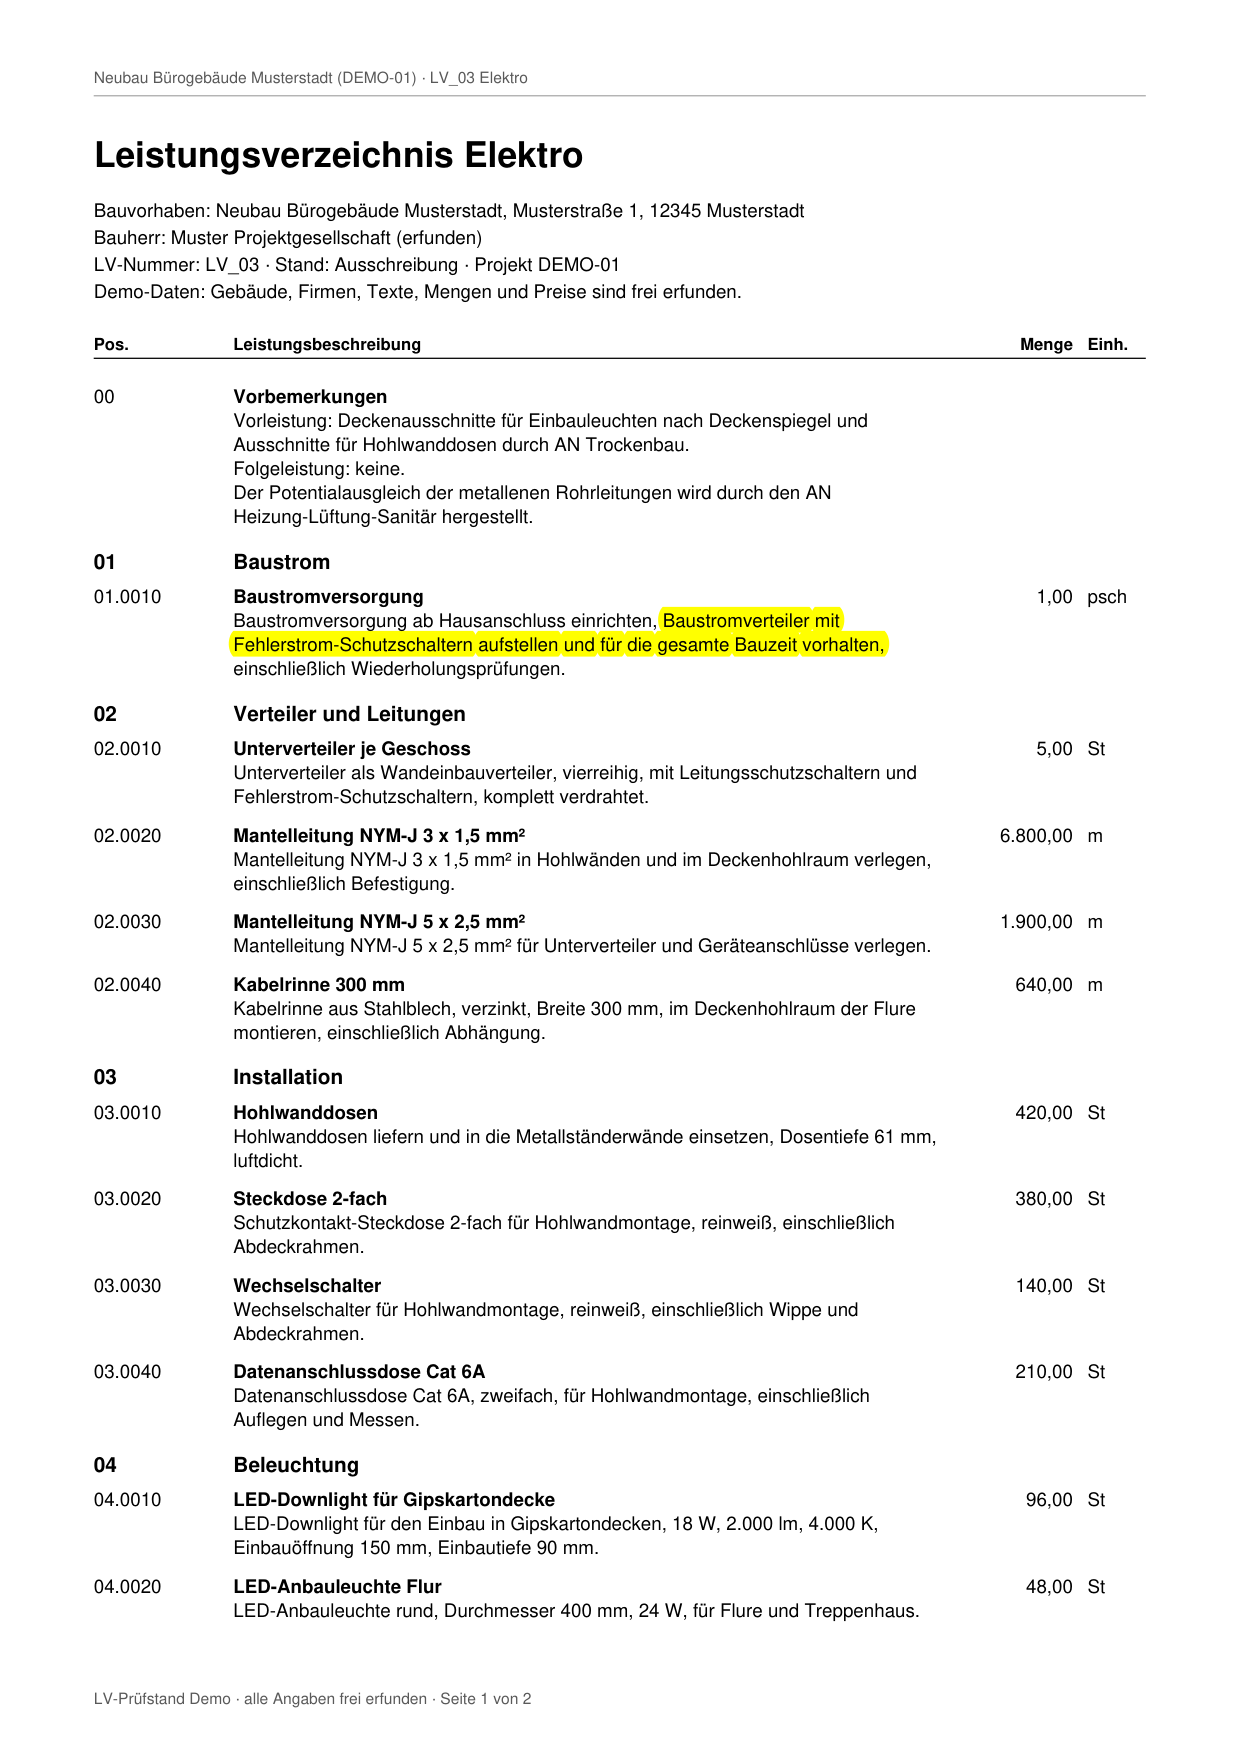 Neubau Bürogebäude Musterstadt (DEMO-01) · LV_03 Elektro
Leistungsverzeichnis Elektro
Bauvorhaben: Neubau Bürogebäude Musterstadt, Musterstraße 1, 12345 Musterstadt
Bauherr: Muster Projektgesellschaft (erfunden)
LV-Nummer: LV_03 · Stand: Ausschreibung · Projekt DEMO-01
Demo-Daten: Gebäude, Firmen, Texte, Mengen und Preise sind frei erfunden.
Pos. Leistungsbeschreibung Menge Einh.
00 Vorbemerkungen
Vorleistung: Deckenausschnitte für Einbauleuchten nach Deckenspiegel und
Ausschnitte für Hohlwanddosen durch AN Trockenbau.
Folgeleistung: keine.
Der Potentialausgleich der metallenen Rohrleitungen wird durch den AN
Heizung-Lüftung-Sanitär hergestellt.
01 Baustrom
01.0010 Baustromversorgung 1,00 psch
Baustromversorgung ab Hausanschluss einrichten, Baustromverteiler mit
Fehlerstrom-Schutzschaltern aufstellen und für die gesamte Bauzeit vorhalten,
einschließlich Wiederholungsprüfungen.
02 Verteiler und Leitungen
02.0010 Unterverteiler je Geschoss 5,00 St
Unterverteiler als Wandeinbauverteiler, vierreihig, mit Leitungsschutzschaltern und
Fehlerstrom-Schutzschaltern, komplett verdrahtet.
02.0020 Mantelleitung NYM-J 3 x 1,5 mm² 6.800,00 m
Mantelleitung NYM-J 3 x 1,5 mm² in Hohlwänden und im Deckenhohlraum verlegen,
einschließlich Befestigung.
02.0030 Mantelleitung NYM-J 5 x 2,5 mm² 1.900,00 m
Mantelleitung NYM-J 5 x 2,5 mm² für Unterverteiler und Geräteanschlüsse verlegen.
02.0040 Kabelrinne 300 mm 640,00 m
Kabelrinne aus Stahlblech, verzinkt, Breite 300 mm, im Deckenhohlraum der Flure
montieren, einschließlich Abhängung.
03 Installation
03.0010 Hohlwanddosen 420,00 St
Hohlwanddosen liefern und in die Metallständerwände einsetzen, Dosentiefe 61 mm,
luftdicht.
03.0020 Steckdose 2-fach 380,00 St
Schutzkontakt-Steckdose 2-fach für Hohlwandmontage, reinweiß, einschließlich
Abdeckrahmen.
03.0030 Wechselschalter 140,00 St
Wechselschalter für Hohlwandmontage, reinweiß, einschließlich Wippe und
Abdeckrahmen.
03.0040 Datenanschlussdose Cat 6A 210,00 St
Datenanschlussdose Cat 6A, zweifach, für Hohlwandmontage, einschließlich
Auflegen und Messen.
04 Beleuchtung
04.0010 LED-Downlight für Gipskartondecke 96,00 St
LED-Downlight für den Einbau in Gipskartondecken, 18 W, 2.000 lm, 4.000 K,
Einbauöffnung 150 mm, Einbautiefe 90 mm.
04.0020 LED-Anbauleuchte Flur 48,00 St
LED-Anbauleuchte rund, Durchmesser 400 mm, 24 W, für Flure und Treppenhaus.
LV-Prüfstand Demo · alle Angaben frei erfunden · Seite 1 von 2